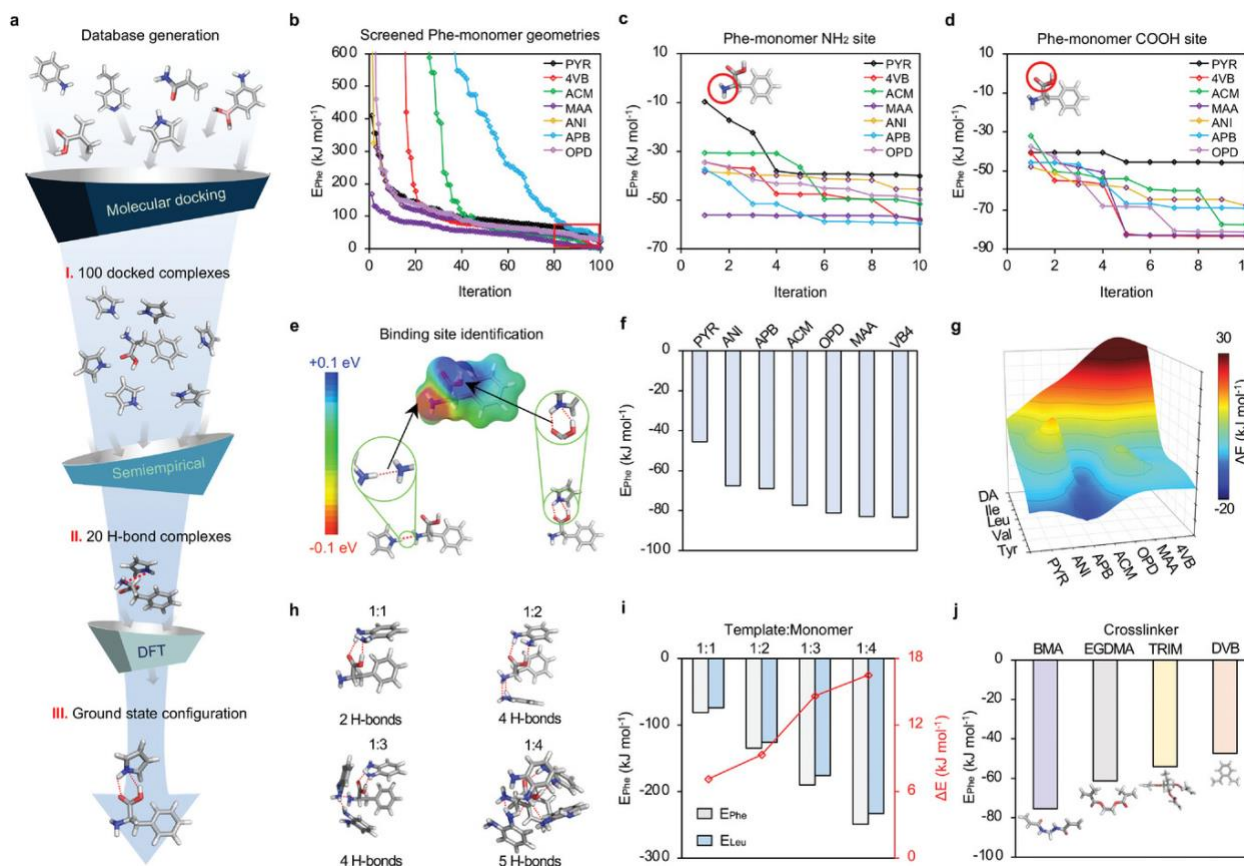 a
Database generation
Molecular docking
I. 100 docked complexes
Semiempirical
II. 20 H-bond complexes
DFT
III. Ground state configuration
b
Screened Phe-monomer geometries
EPhe (kJ mol-1)
600
500
400
300
200
100
0
0
20
40
60
80
100
Iteration
PYR
4VB
ACM
MAA
ANI
APB
OPD
c
Phe-monomer NH2 site
EPhe (kJ mol-1)
10
-10
-30
-50
-70
0
2
4
6
8
10
Iteration
PYR
4VB
ACM
MAA
ANI
APB
OPD
d
Phe-monomer COOH site
EPhe (kJ mol-1)
10
-10
-30
-50
-70
-90
0
2
4
6
8
10
Iteration
PYR
4VB
ACM
MAA
ANI
APB
OPD
e
Binding site identification
+0.1 eV
-0.1 eV
f
PYR
ANI
APB
ACM
OPD
MAA
VB4
EPhe (kJ mol-1)
0
-20
-40
-60
-80
-100
g
30
-20
ΔE (kJ mol-1)
DA
Ile
Leu
Val
Tyr
PYR
ANI
APB
ACM
OPD
MAA
4VB
h
1:1
2 H-bonds
1:2
4 H-bonds
1:3
4 H-bonds
1:4
5 H-bonds
i
Template:Monomer
1:1 1:2 1:3 1:4
EPhe (kJ mol-1)
0
-100
-200
-300
18
12
6
0
ΔE (kJ mol-1)
EPhe
ELeu
j
Crosslinker
BMA EGDMA TRIM DVB
EPhe (kJ mol-1)
0
-20
-40
-60
-80
-100